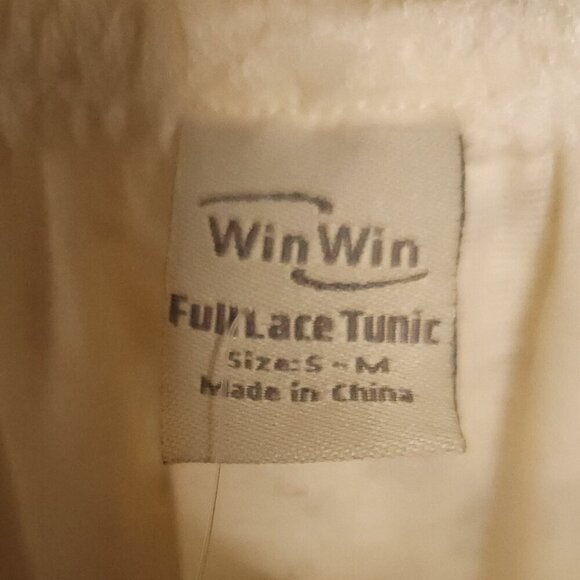 Win Win
Full Lace Tunic
Size: S - M
Made in China